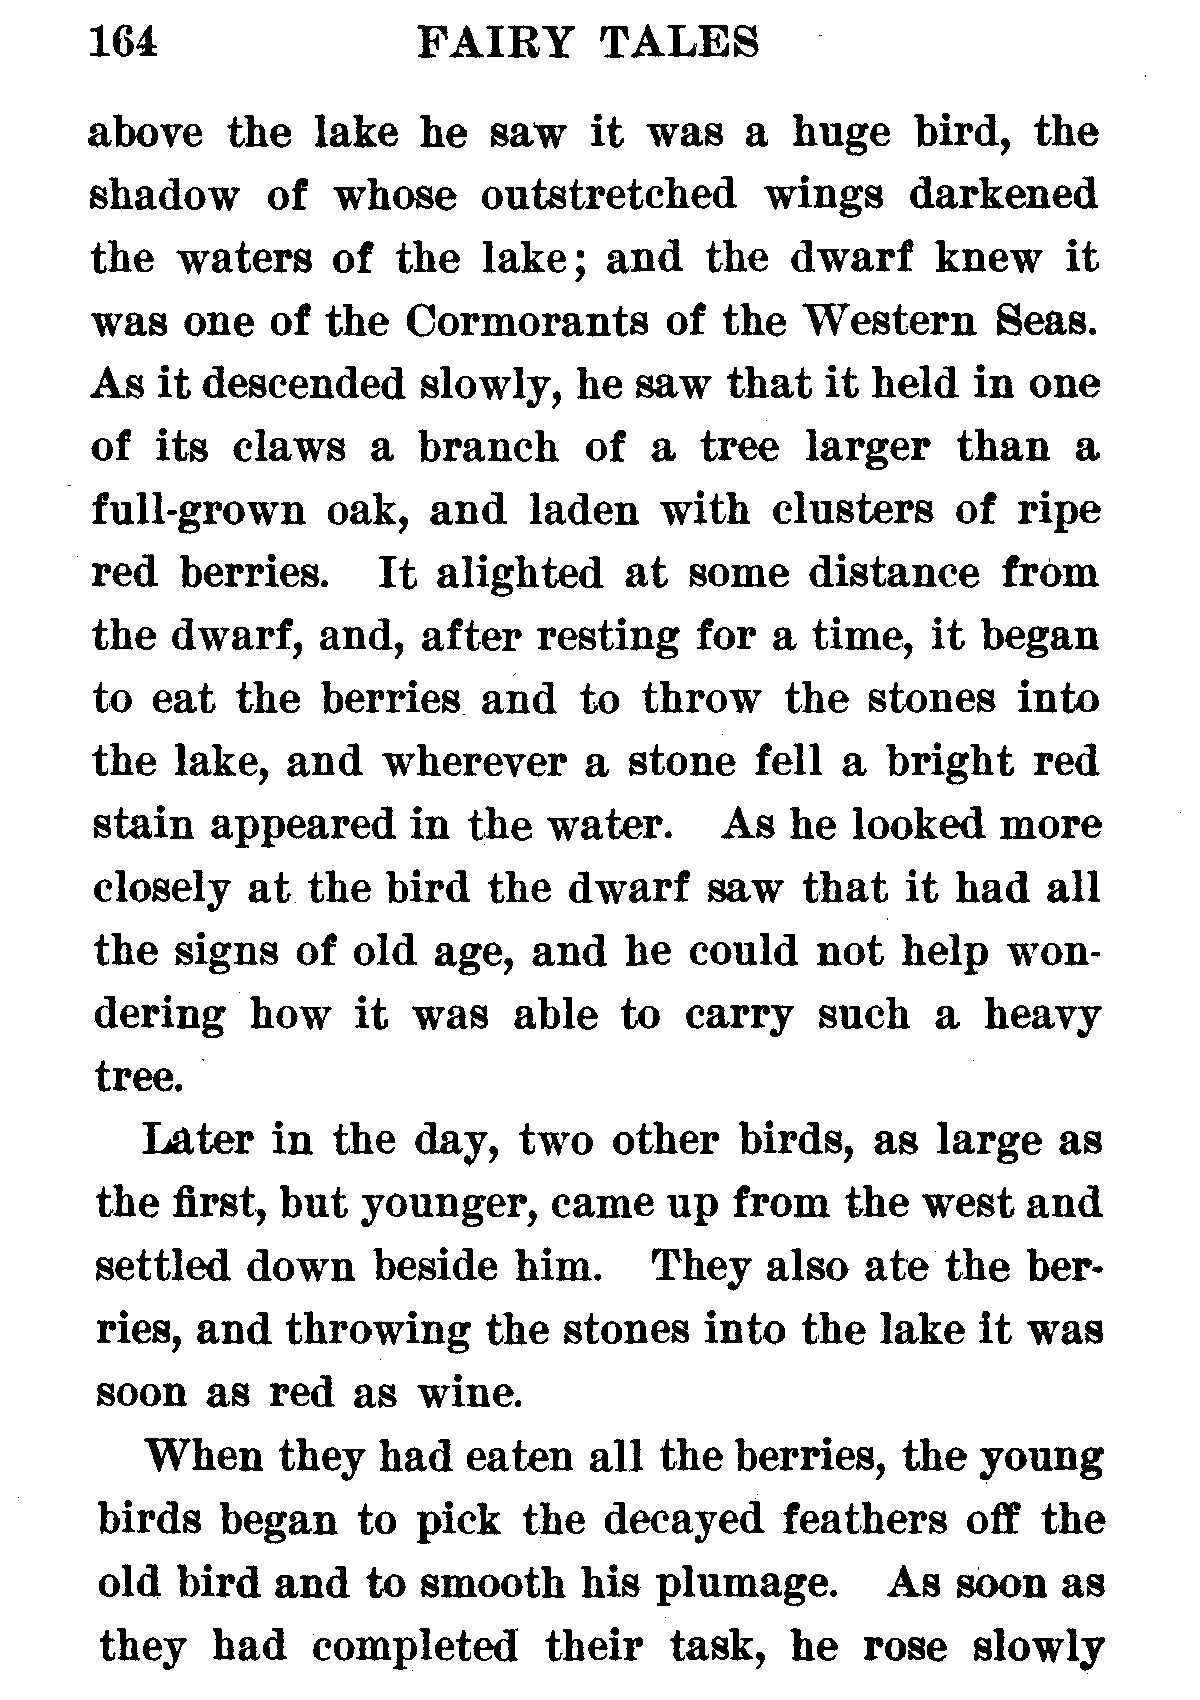 164 FAIRY TALES
above the lake he saw it was a huge bird, the
shadow of whose outstretched wings darkened
the waters of the lake; and the dwarf knew it
was one of the Cormorants of the Western Seas.
As it descended slowly, he saw that it held in one
of its claws a branch of a tree larger than a
full-grown oak, and laden with clusters of ripe
red berries. It alighted at some distance from
the dwarf, and, after resting for a time, it began
to eat the berries and to throw the stones into
the lake, and wherever a stone fell a bright red
stain appeared in the water. As he looked more
closely at the bird the dwarf saw that it had all
the signs of old age, and he could not help won-
dering how it was able to carry such a heavy
tree.
Later in the day, two other birds, as large as
the first, but younger, came up from the west and
settled down beside him. They also ate the ber-
ries, and throwing the stones into the lake it was
soon as red as wine.
When they had eaten all the berries, the young
birds began to pick the decayed feathers off the
old bird and to smooth his plumage. As soon as
they had completed their task, he rose slowly